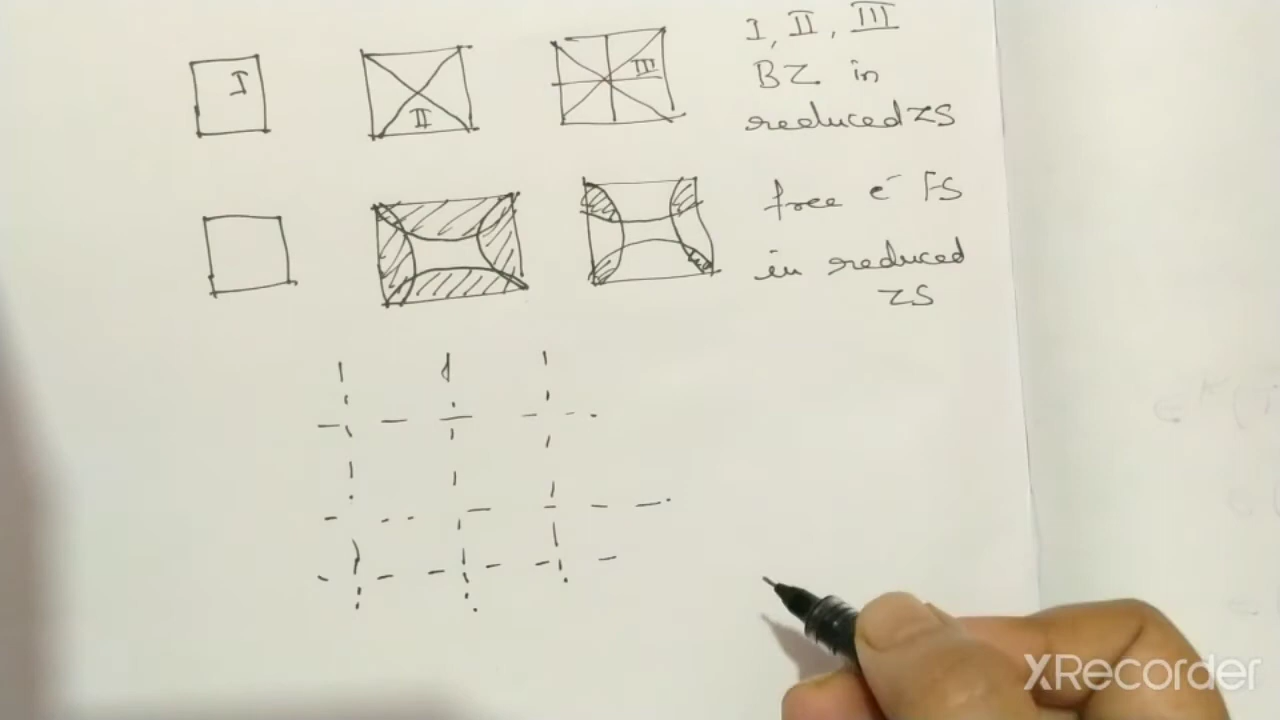 I
II
III
I, II, III
BZ in
reduced ZS
free e⁻ FS
in reduced
ZS
XRecorder